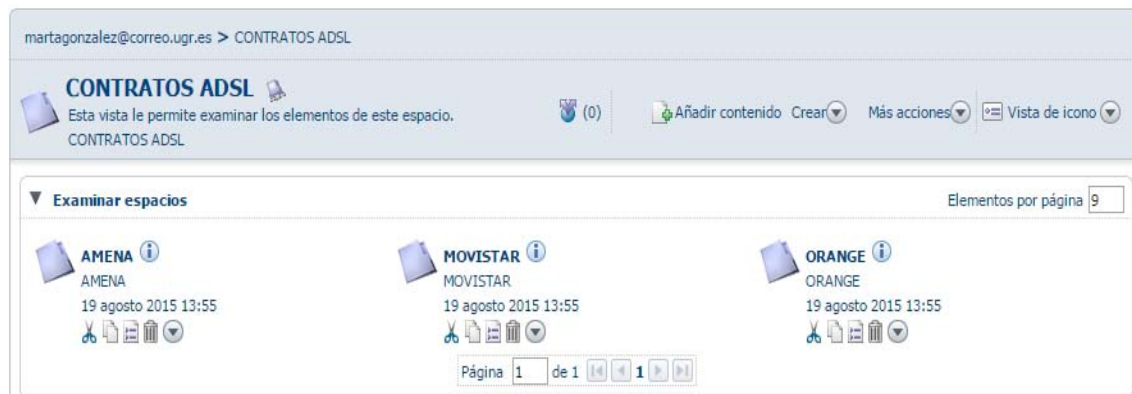 martagonzalez@correo.ugr.es > CONTRATOS ADSL
CONTRATOS ADSL
Esta vista le permite examinar los elementos de este espacio.
CONTRATOS ADSL
(0)
Añadir contenido Crear Más acciones Vista de icono
Examinar espacios
Elementos por página 9
AMENA
AMENA
19 agosto 2015 13:55
MOVISTAR
MOVISTAR
19 agosto 2015 13:55
ORANGE
ORANGE
19 agosto 2015 13:55
Página 1 de 1 1